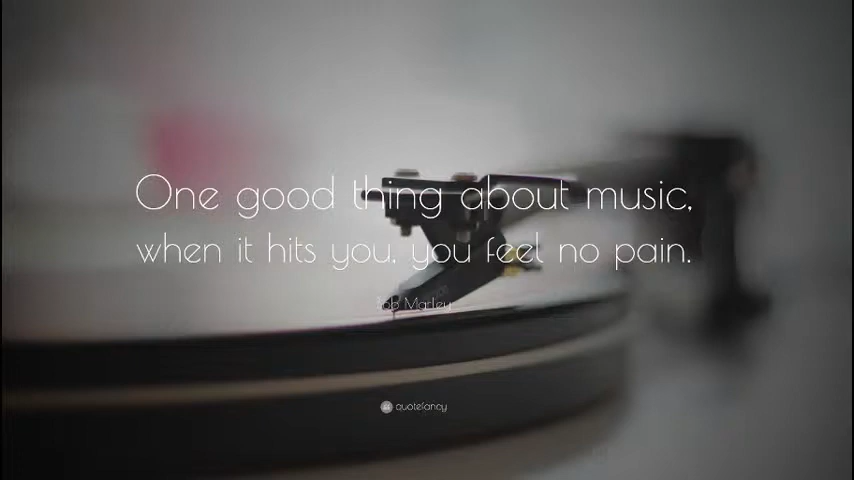 One good thing about music,
when it hits you, you feel no pain.
Bob Marley
quotefancy